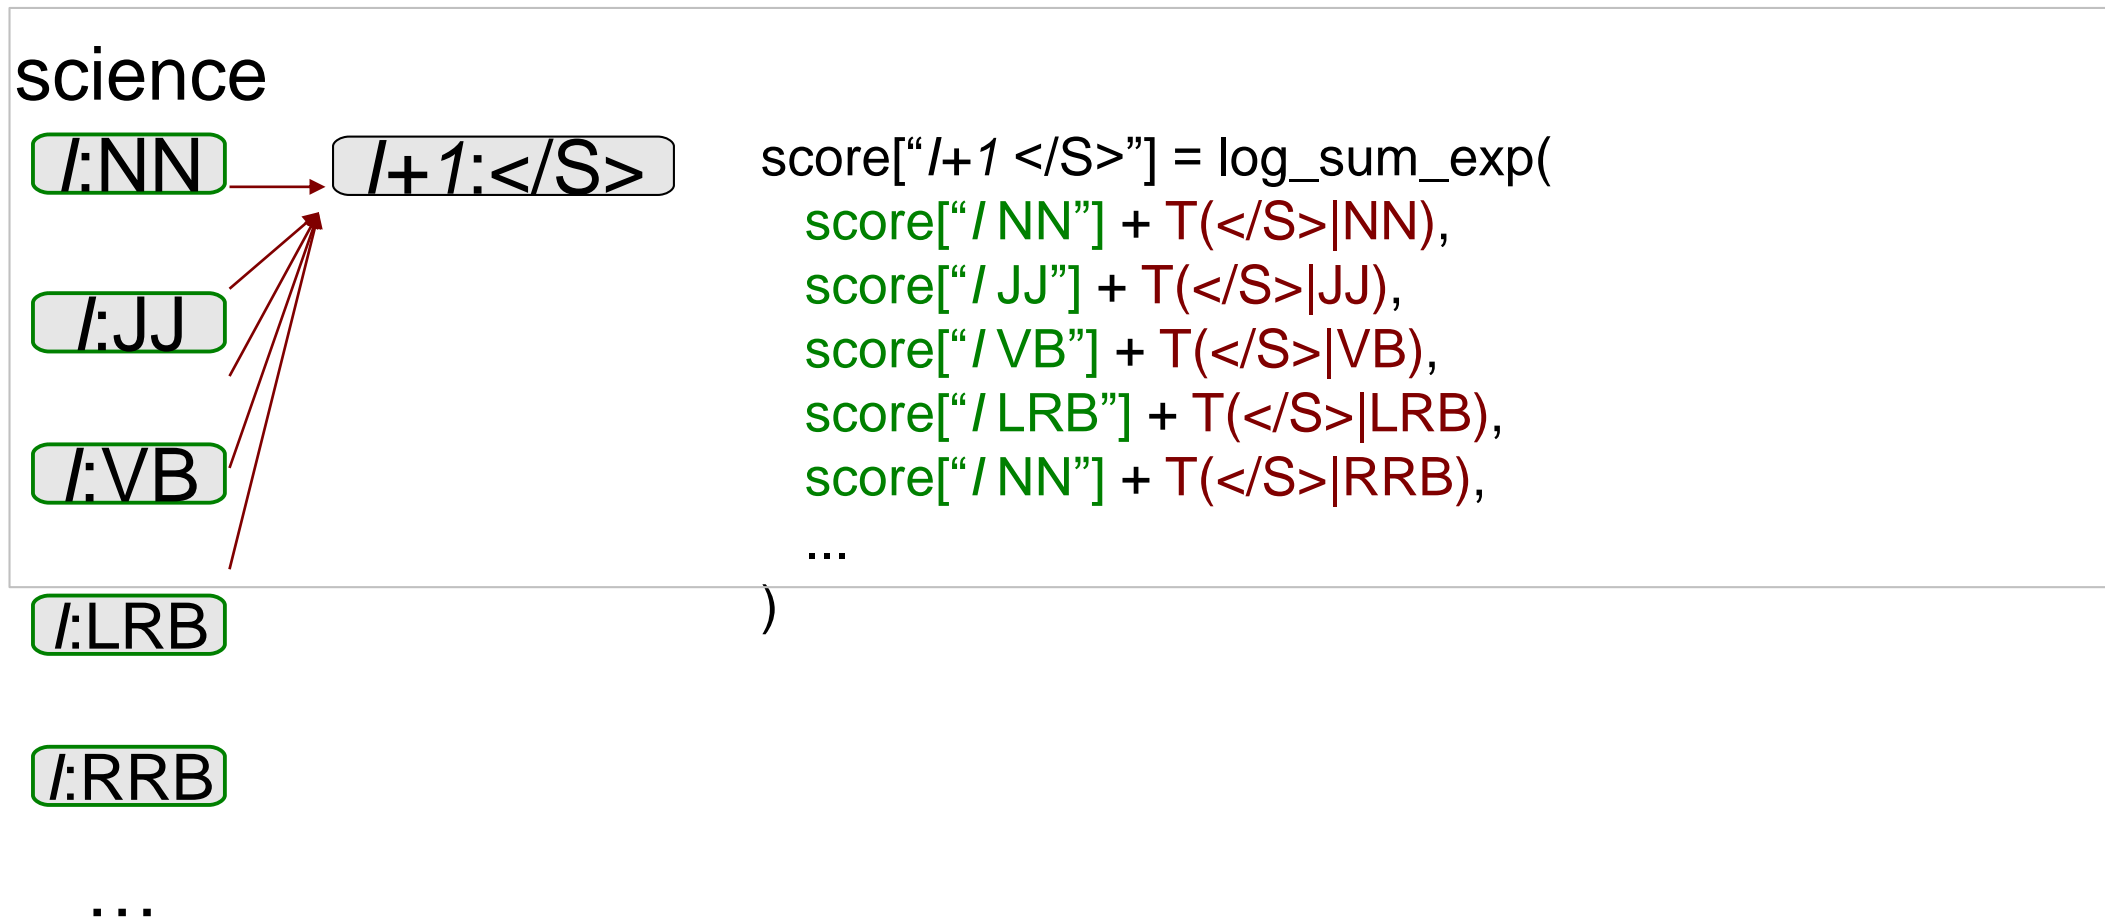 science
I:NN
I+1:</S>
I:JJ
I:VB
I:LRB
I:RRB
…
score[“I+1 </S>”] = log_sum_exp(
score[“I NN”] + T(</S>|NN),
score[“I JJ”] + T(</S>|JJ),
score[“I VB”] + T(</S>|VB),
score[“I LRB”] + T(</S>|LRB),
score[“I NN”] + T(</S>|RRB),
...
)